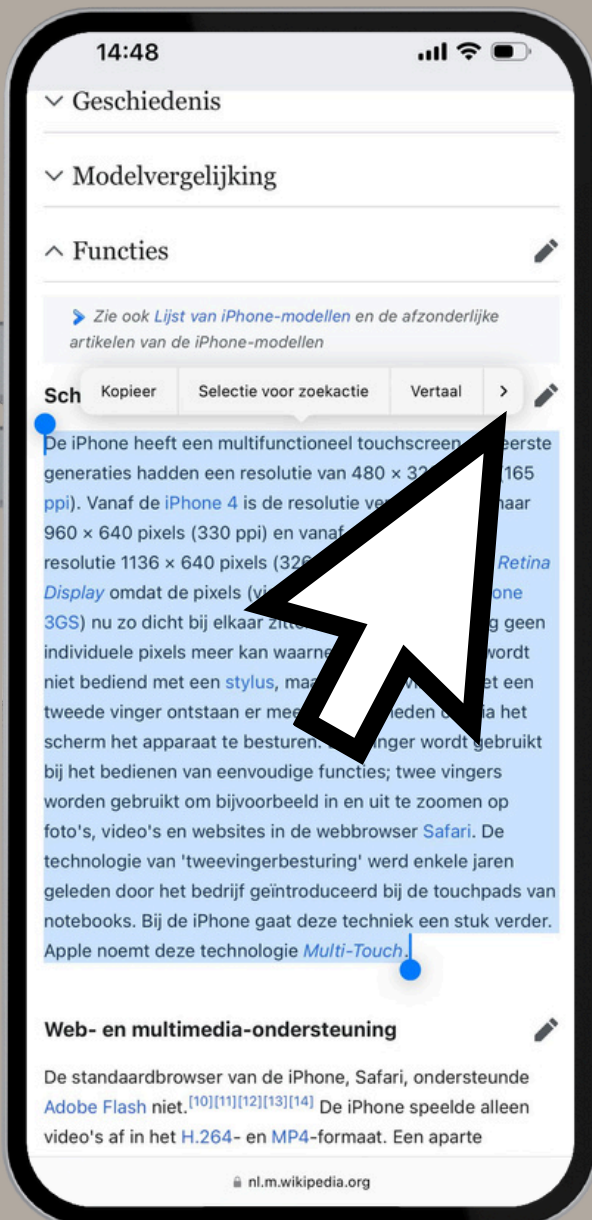 14:48
Geschiedenis
Modelvergelijking
Functies
Zie ook Lijst van iPhone-modellen en de afzonderlijke
artikelen van de iPhone-modellen
Kopieer Selectie voor zoekactie Vertaal
De iPhone heeft een multifunctioneel touchscreen eerste
generaties hadden een resolutie van 480 × (165
ppi). Vanaf de iPhone 4 is de resolutie
960 × 640 pixels (330 ppi) en vanaf
resolutie 1136 × 640 pixels Retina
Display omdat de pixels
3GS) nu zo dicht bij elkaar geen
individuele pixels meer kan wordt
niet bediend met een stylus, een
tweede vinger ontstaan er het
scherm het apparaat te besturen. wordt gebruikt
bij het bedienen van eenvoudige functies; twee vingers
worden gebruikt om bijvoorbeeld in en uit te zoomen op
foto's, video's en websites in de webbrowser Safari. De
technologie van 'tweevingerbesturing' werd enkele jaren
geleden door het bedrijf geïntroduceerd bij de touchpads van
notebooks. Bij de iPhone gaat deze techniek een stuk verder.
Apple noemt deze technologie Multi-Touch.
Web- en multimedia-ondersteuning
De standaardbrowser van de iPhone, Safari, ondersteunde
Adobe Flash niet.[10][11][12][13][14] De iPhone speelde alleen
video's af in het H.264- en MP4-formaat. Een aparte
nl.m.wikipedia.org